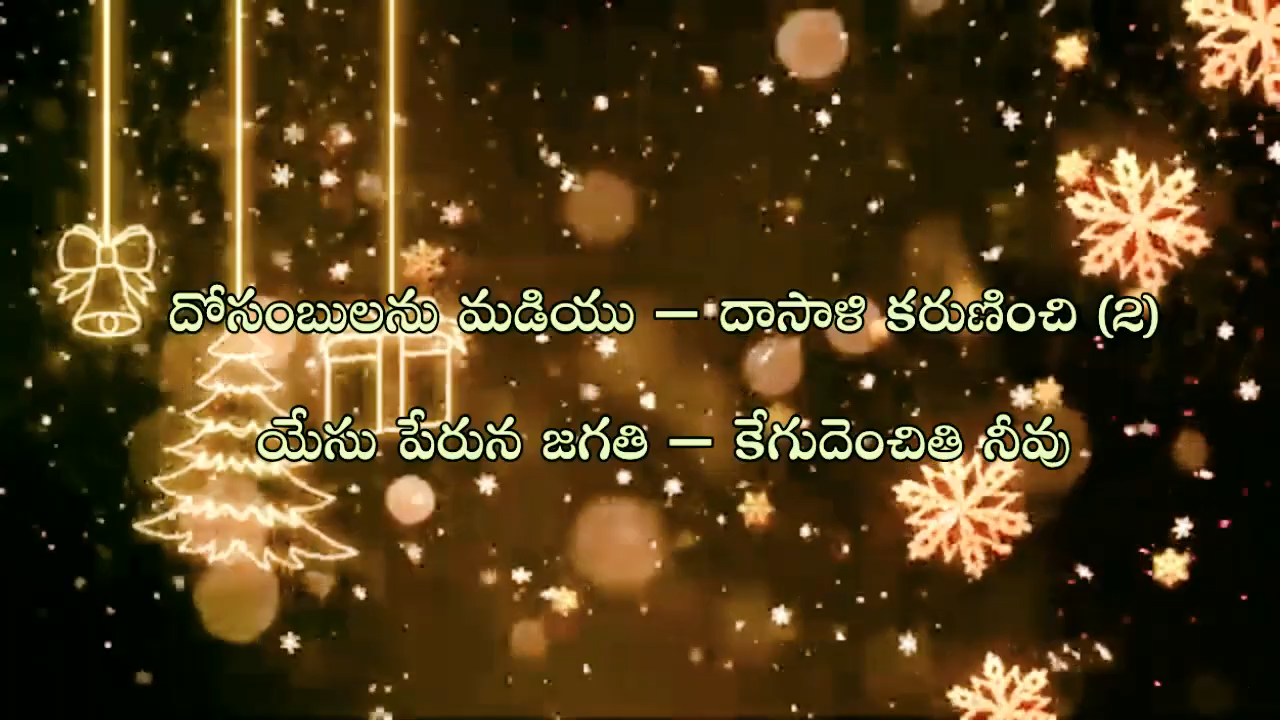 దోసంబులను మడియు – దాసాళి కరుణించి (2)
యేసు పేరున జగతి – కేగుదెంచితి నీవు